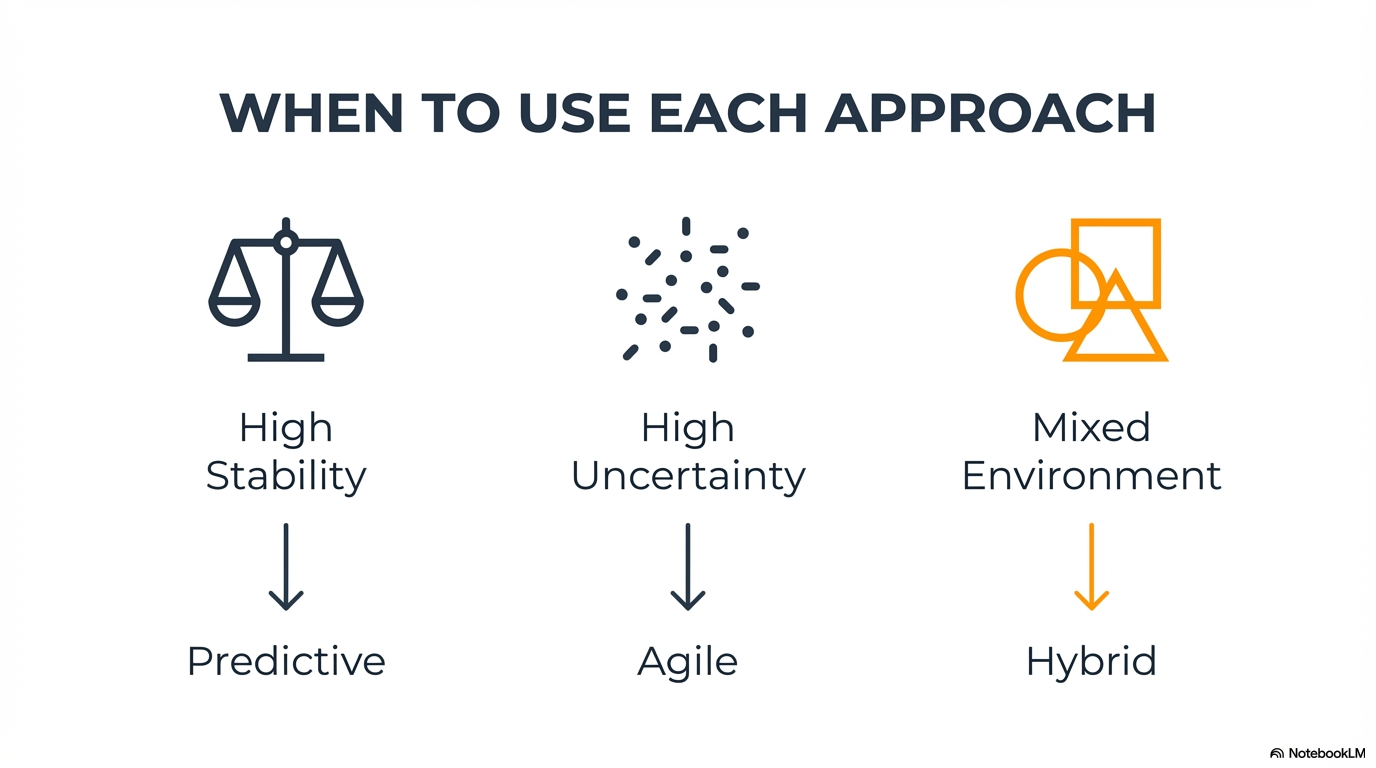 WHEN TO USE EACH APPROACH
High
Stability
High
Uncertainty
Mixed
Environment
Predictive
Agile
Hybrid
NotebookLM